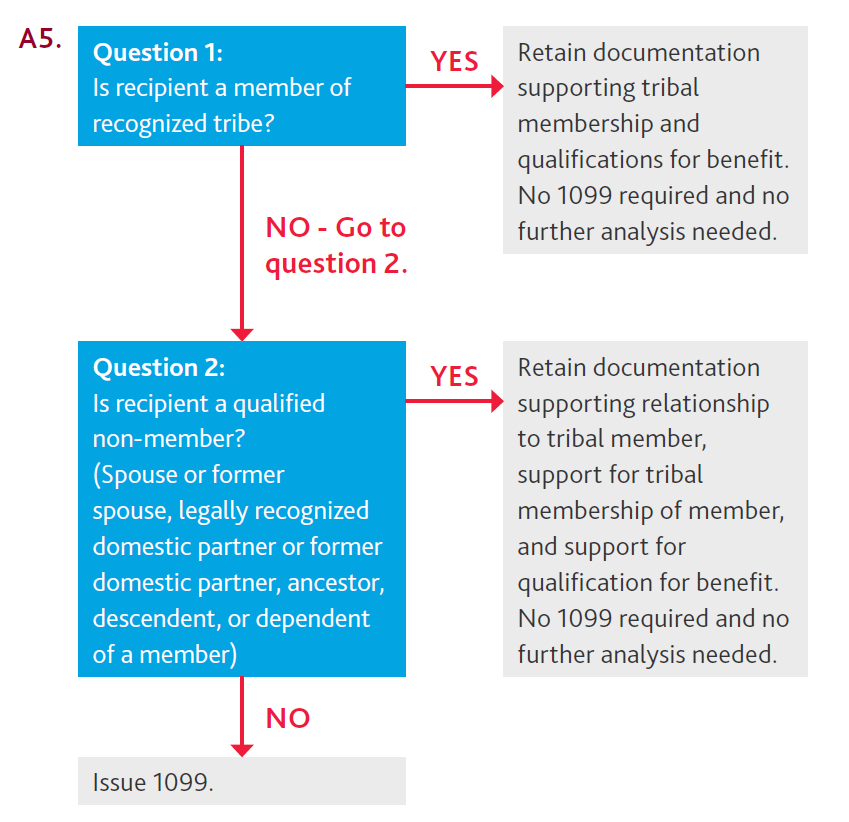 A5.
Question 1:
Is recipient a member of
recognized tribe?
YES
Retain documentation
supporting tribal
membership and
qualifications for benefit.
No 1099 required and no
further analysis needed.
NO - Go to
question 2.
Question 2:
Is recipient a qualified
non-member?
(Spouse or former
spouse, legally recognized
domestic partner or former
domestic partner, ancestor,
descendent, or dependent
of a member)
YES
Retain documentation
supporting relationship
to tribal member,
support for tribal
membership of member,
and support for
qualification for benefit.
No 1099 required and no
further analysis needed.
NO
Issue 1099.